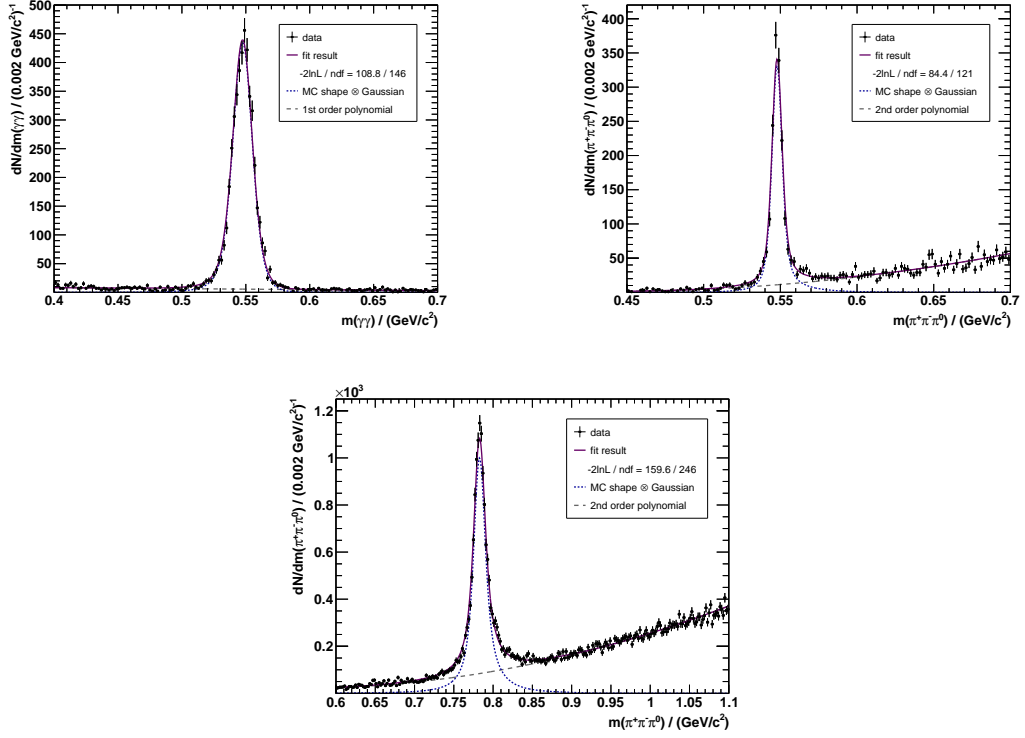 dN/dm(γγ) / (0.002 GeV/c²)⁻¹
500
450
400
350
300
250
200
150
100
50
data
fit result
-2lnL / ndf = 108.8 / 146
MC shape ⊗ Gaussian
1st order polynomial
0.4 0.45 0.5 0.55 0.6 0.65 0.7
m(γγ) / (GeV/c²)
dN/dm(π⁺π⁻π⁰) / (0.002 GeV/c²)⁻¹
400
350
300
250
200
150
100
50
data
fit result
-2lnL / ndf = 84.4 / 121
MC shape ⊗ Gaussian
2nd order polynomial
0.45 0.5 0.55 0.6 0.65 0.7
m(π⁺π⁻π⁰) / (GeV/c²)
×10³
dN/dm(π⁺π⁻π⁰) / (0.002 GeV/c²)⁻¹
1.2
1
0.8
0.6
0.4
0.2
data
fit result
-2lnL / ndf = 159.6 / 246
MC shape ⊗ Gaussian
2nd order polynomial
0.6 0.65 0.7 0.75 0.8 0.85 0.9 0.95 1 1.05 1.1
m(π⁺π⁻π⁰) / (GeV/c²)